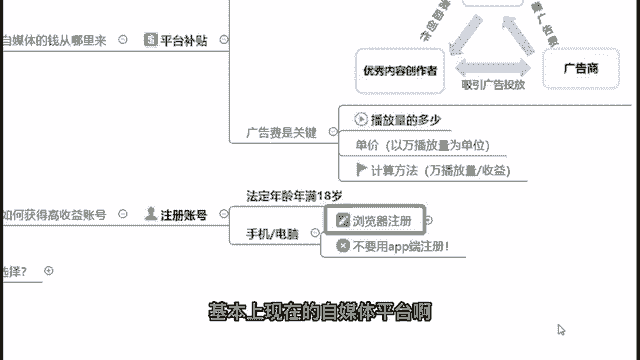 自媒体的钱从哪里来
平台补贴
优秀内容创作者
广告商
吸引广告投放
广告费是关键
播放量的多少
单价（以万播放量为单位）
计算方法（万播放量/收益）
如何获得高收益账号
注册账号
法定年龄年满18岁
手机/电脑
浏览器注册
不要用app端注册！
选择？
基本上现在的自媒体平台啊